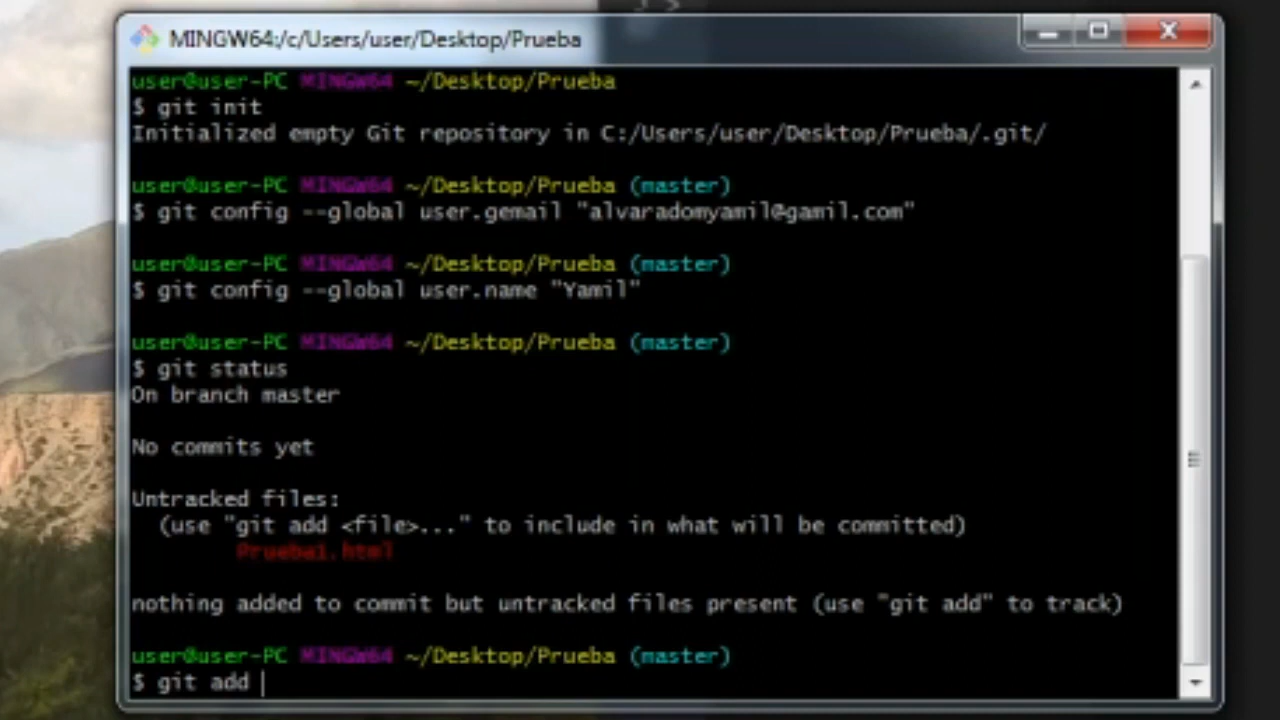 MINGW64:/c/Users/user/Desktop/Prueba
user@user-PC MINGW64 ~/Desktop/Prueba
$ git init
Initialized empty Git repository in C:/Users/user/Desktop/Prueba/.git/
user@user-PC MINGW64 ~/Desktop/Prueba (master)
$ git config --global user.gemail "alvaradomyamil@gamil.com"
user@user-PC MINGW64 ~/Desktop/Prueba (master)
$ git config --global user.name "Yamil"
user@user-PC MINGW64 ~/Desktop/Prueba (master)
$ git status
On branch master
No commits yet
Untracked files:
(use "git add <file>..." to include in what will be committed)
Prueba1.html
nothing added to commit but untracked files present (use "git add" to track)
user@user-PC MINGW64 ~/Desktop/Prueba (master)
$ git add